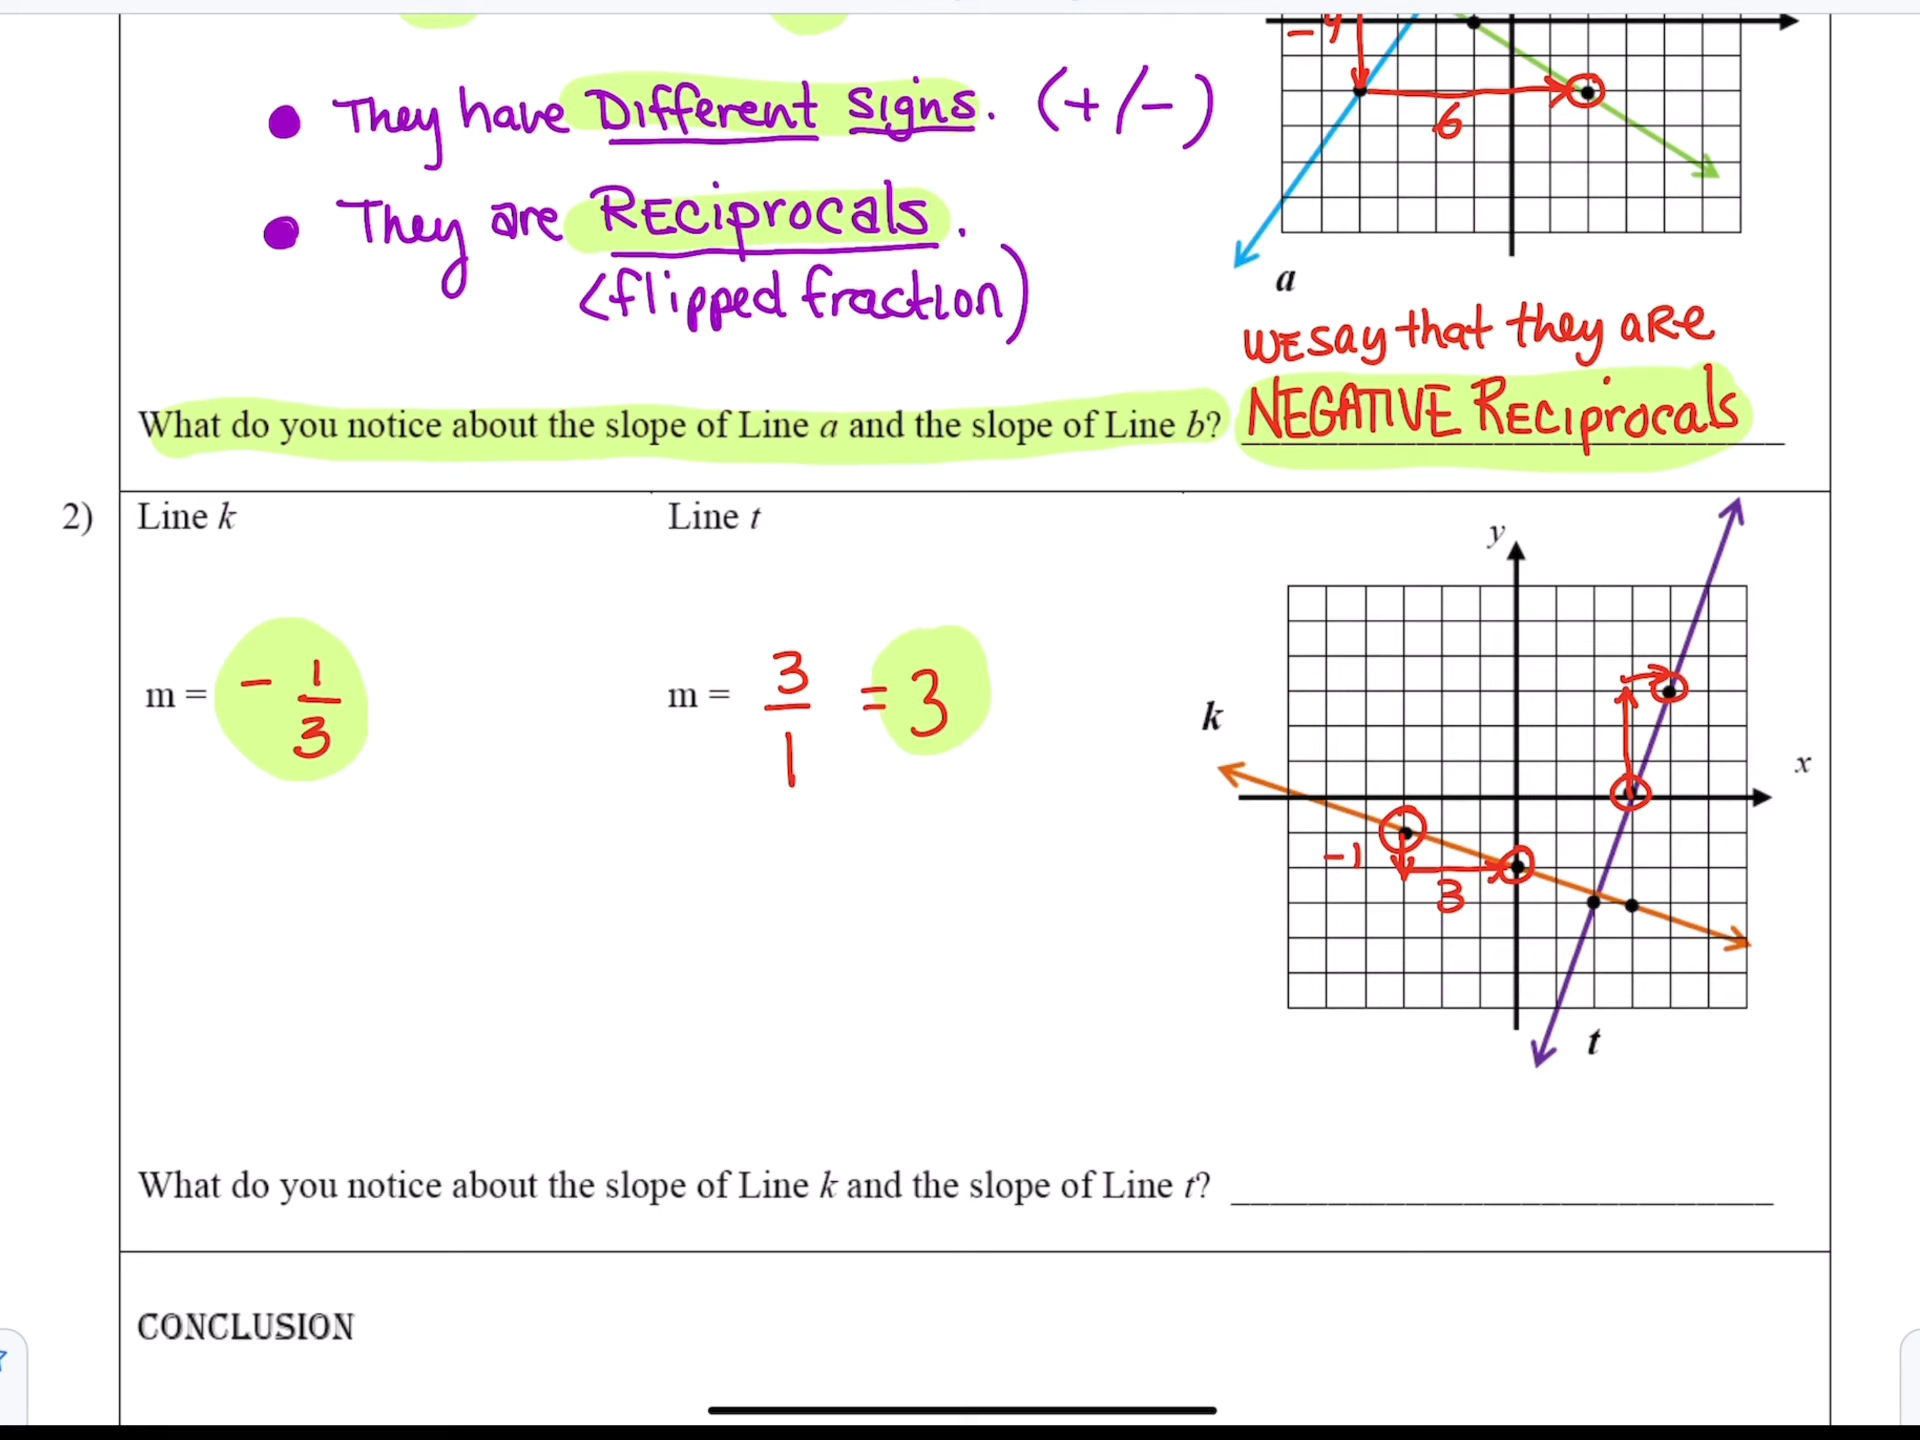 • They have Different Signs. (+/-)
• They are RECiprocals.
(flipped fraction)
-4
6
a
WE say that they aRe
What do you notice about the slope of Line a and the slope of Line b? NEGATIVE REciprocals
2) Line k Line t
y
m = - 1/3 m = 3/1 = 3
k
x
-1
3
t
What do you notice about the slope of Line k and the slope of Line t? ____________________________
CONCLUSION